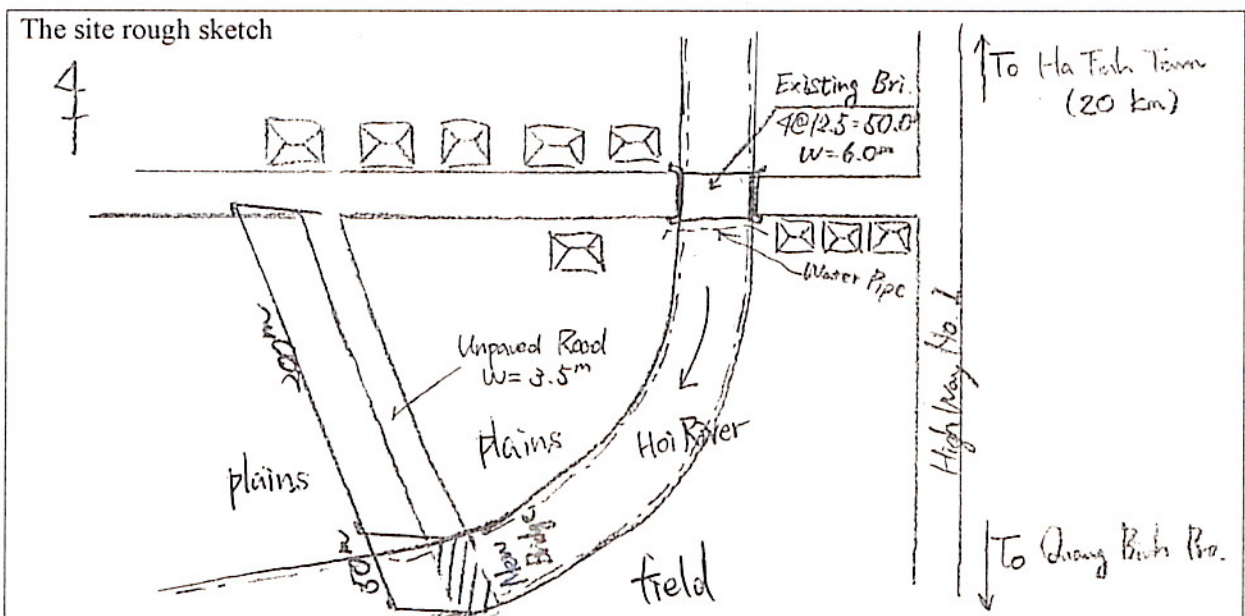 The site rough sketch
4
Existing Bri.
4@12.5=50.0
W=6.0m
To Ha Tinh Town
(20 km)
Water Pipe
Unpaved Road
W=3.5m
plains
plains
Hoi River
High Way No 1
New
Bridge
field
To Quang Binh Pro.